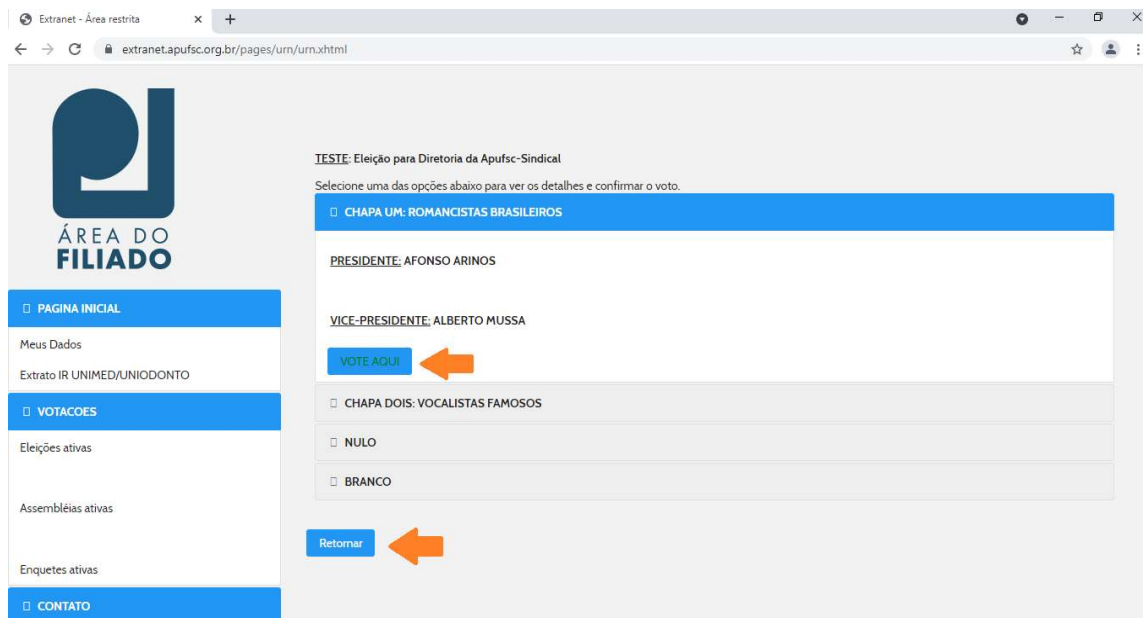 Extranet - Área restrita
extranet.apufsc.org.br/pages/urn/urn.xhtml
ÁREA DO
FILIADO
PAGINA INICIAL
Meus Dados
Extrato IR UNIMED/UNIODONTO
VOTACOES
Eleições ativas
Assembléias ativas
Enquetes ativas
CONTATO
TESTE: Eleição para Diretoria da Apufsc-Sindical
Selecione uma das opções abaixo para ver os detalhes e confirmar o voto.
CHAPA UM: ROMANCISTAS BRASILEIROS
PRESIDENTE: AFONSO ARINOS
VICE-PRESIDENTE: ALBERTO MUSSA
VOTE AQUI
CHAPA DOIS: VOCALISTAS FAMOSOS
NULO
BRANCO
Retornar